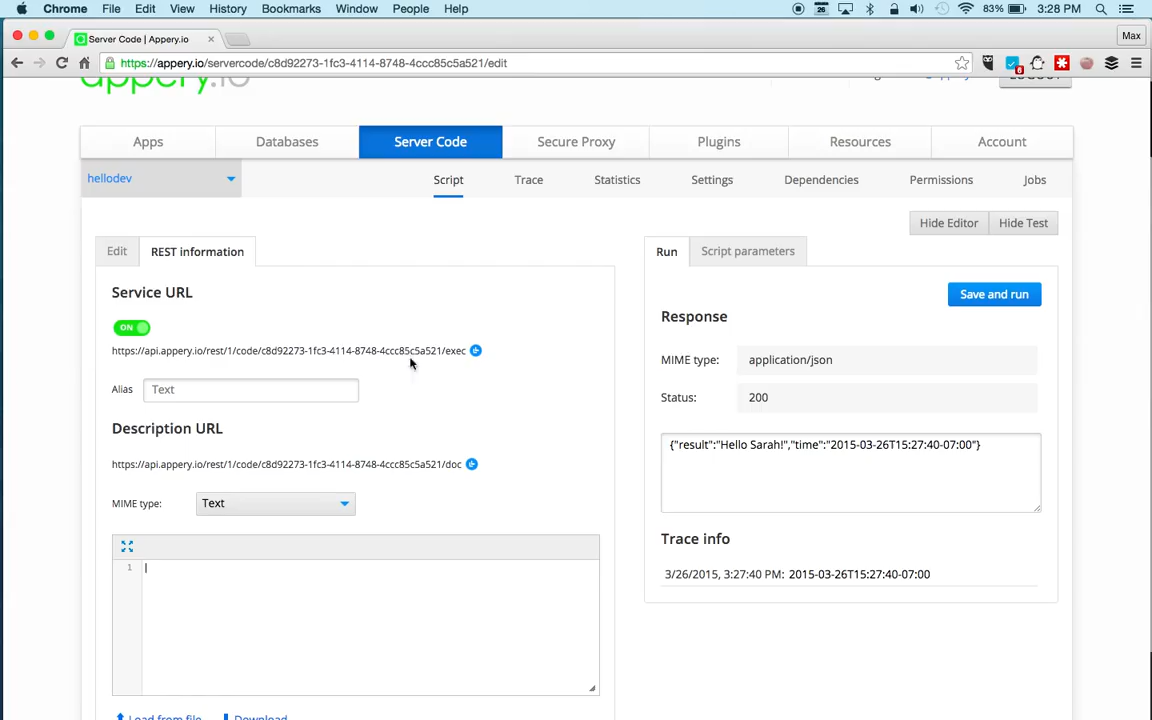 Chrome File Edit View History Bookmarks Window People Help 26 83% 3:28 PM
Server Code | Appery.io × Max
https://appery.io/servercode/c8d92273-1fc3-4114-8748-4ccc85c5a521/edit 6
appery.io LOGOUT
Apps Databases Server Code Secure Proxy Plugins Resources Account
hellodev Script Trace Statistics Settings Dependencies Permissions Jobs
Hide Editor Hide Test
Edit REST information Run Script parameters
Service URL Save and run
Response
ON
https://api.appery.io/rest/1/code/c8d92273-1fc3-4114-8748-4ccc85c5a521/exec
MIME type: application/json
Alias Text
Status: 200
Description URL
{"result":"Hello Sarah!","time":"2015-03-26T15:27:40-07:00"}
https://api.appery.io/rest/1/code/c8d92273-1fc3-4114-8748-4ccc85c5a521/doc
MIME type: Text
Trace info
1
3/26/2015, 3:27:40 PM: 2015-03-26T15:27:40-07:00
Load from file Download